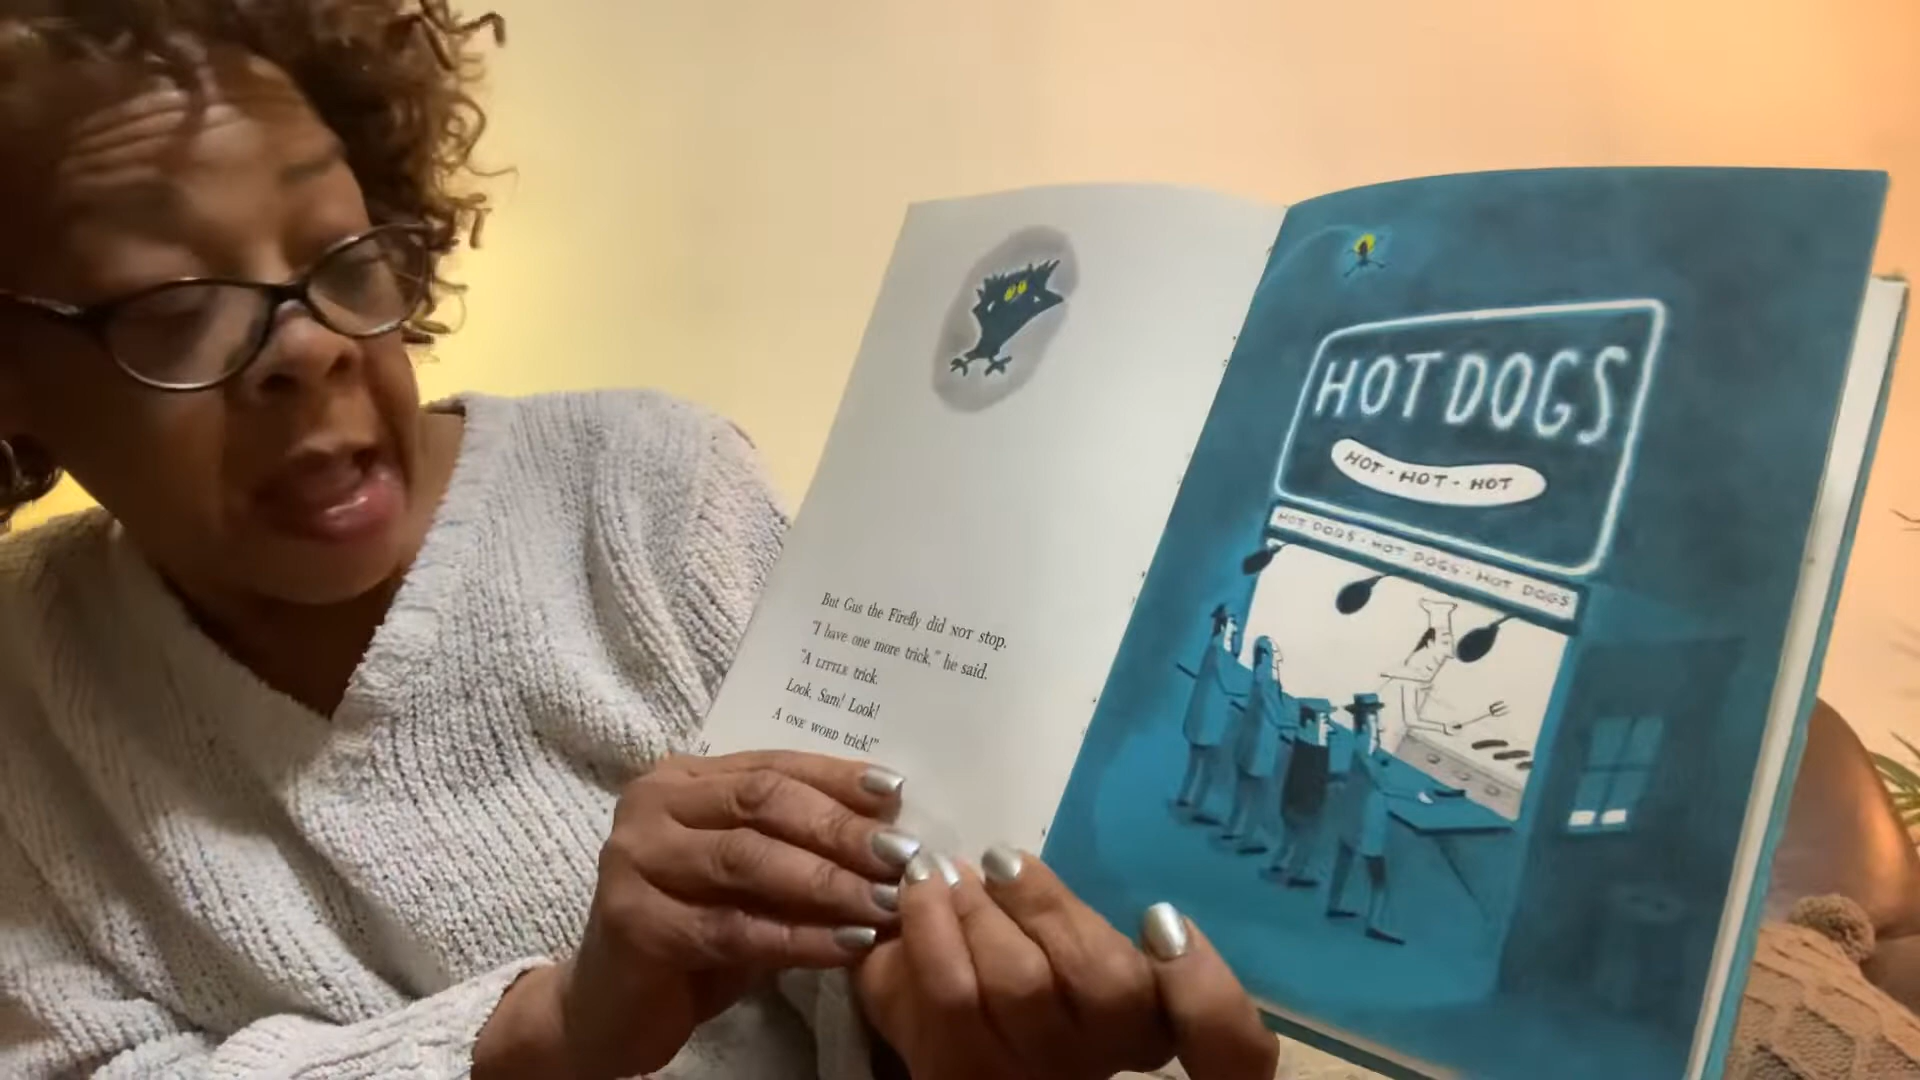 But Gus the Firefly did NOT stop.
"I have one more trick," he said.
"A LITTLE trick.
Look, Sam! Look!
A ONE WORD trick!"
34
HOT DOGS
HOT - HOT - HOT
HOT DOGS - HOT DOGS - HOT DOGS